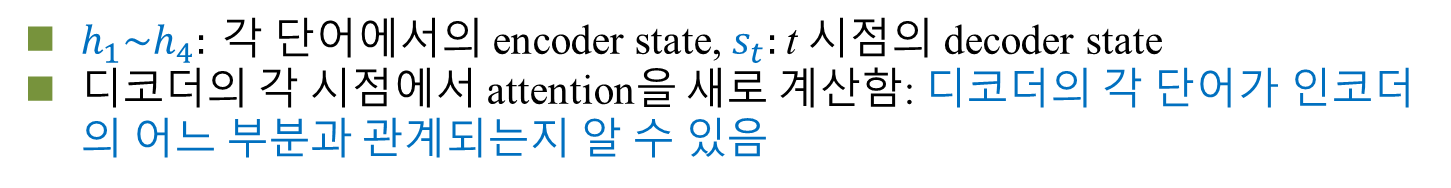 ■ h₁~h₄: 각 단어에서의 encoder state, sₜ: t 시점의 decoder state
■ 디코더의 각 시점에서 attention을 새로 계산함: 디코더의 각 단어가 인코더
의 어느 부분과 관계되는지 알 수 있음